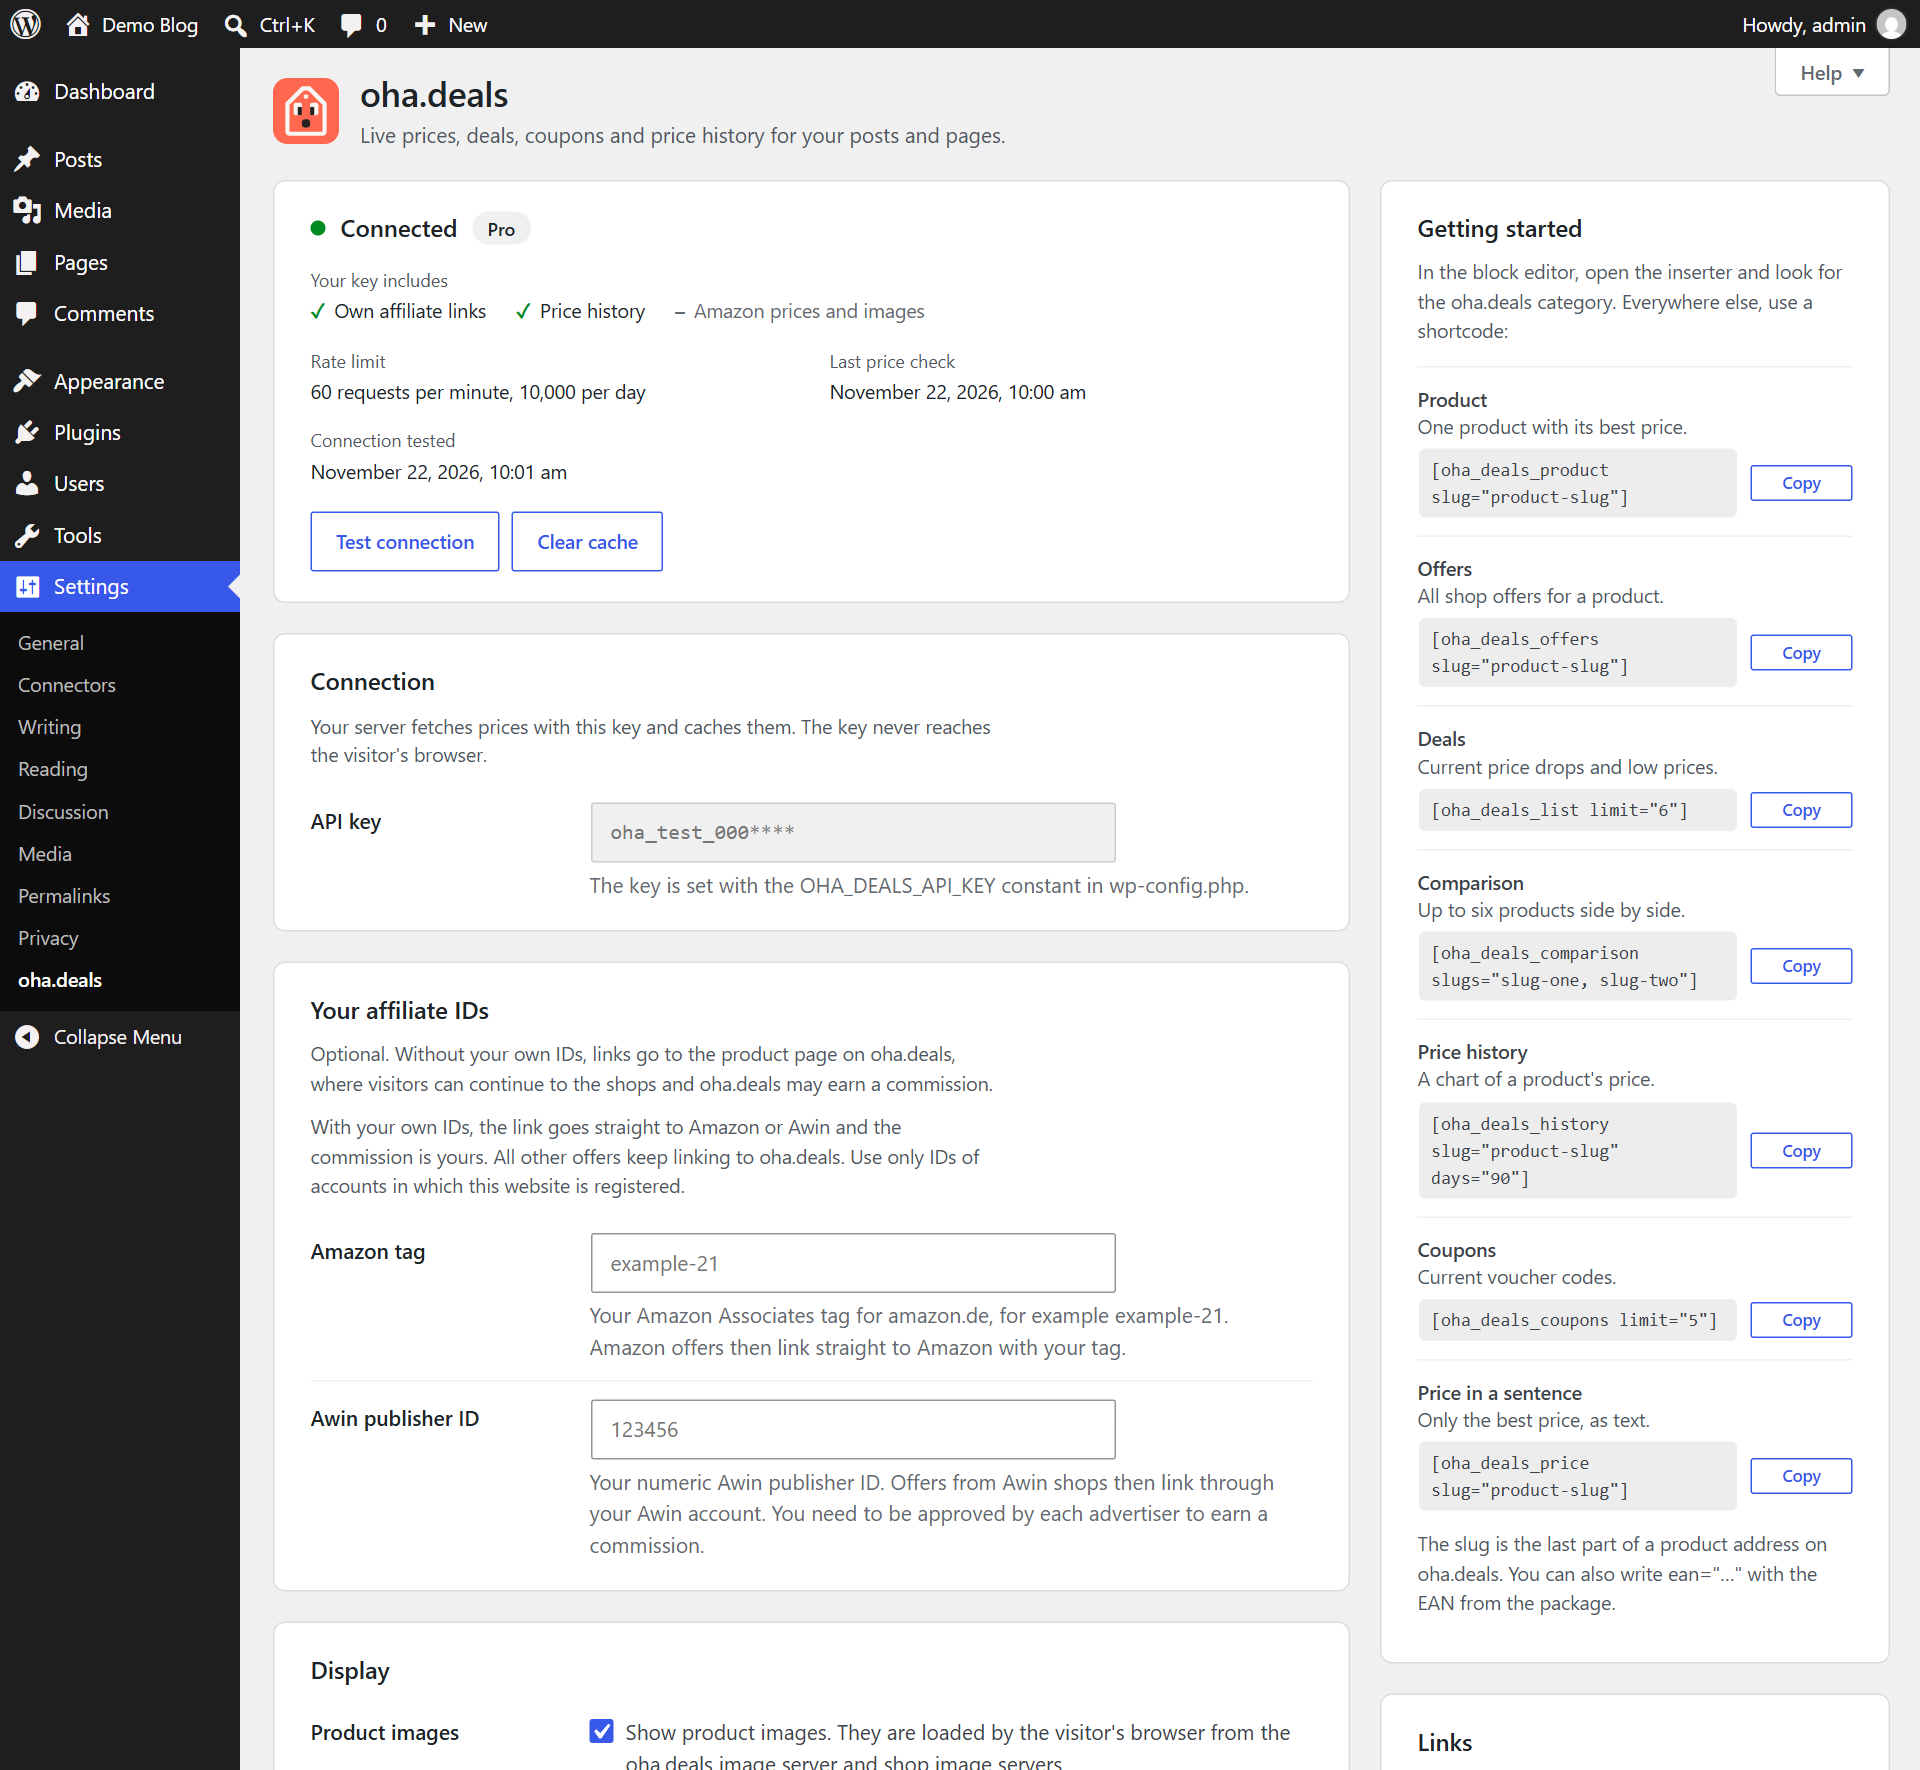 Demo Blog
Ctrl+K
0
New
Howdy, admin
Dashboard
Posts
Media
Pages
Comments
Appearance
Plugins
Users
Tools
Settings
General
Connectors
Writing
Reading
Discussion
Media
Permalinks
Privacy
oha.deals
Collapse Menu
Help
oha.deals
Live prices, deals, coupons and price history for your posts and pages.
Connected
Pro
Your key includes
✓ Own affiliate links ✓ Price history – Amazon prices and images
Rate limit
60 requests per minute, 10,000 per day
Last price check
November 22, 2026, 10:00 am
Connection tested
November 22, 2026, 10:01 am
Test connection
Clear cache
Connection
Your server fetches prices with this key and caches them. The key never reaches
the visitor's browser.
API key
oha_test_000****
The key is set with the OHA_DEALS_API_KEY constant in wp-config.php.
Your affiliate IDs
Optional. Without your own IDs, links go to the product page on oha.deals,
where visitors can continue to the shops and oha.deals may earn a commission.
With your own IDs, the link goes straight to Amazon or Awin and the
commission is yours. All other offers keep linking to oha.deals. Use only IDs of
accounts in which this website is registered.
Amazon tag
example-21
Your Amazon Associates tag for amazon.de, for example example-21.
Amazon offers then link straight to Amazon with your tag.
Awin publisher ID
123456
Your numeric Awin publisher ID. Offers from Awin shops then link through
your Awin account. You need to be approved by each advertiser to earn a
commission.
Display
Product images
Show product images. They are loaded by the visitor's browser from the
oha.deals image server and shop image servers.
Getting started
In the block editor, open the inserter and look for
the oha.deals category. Everywhere else, use a
shortcode:
Product
One product with its best price.
[oha_deals_product
slug="product-slug"]
Copy
Offers
All shop offers for a product.
[oha_deals_offers
slug="product-slug"]
Copy
Deals
Current price drops and low prices.
[oha_deals_list limit="6"]
Copy
Comparison
Up to six products side by side.
[oha_deals_comparison
slugs="slug-one, slug-two"]
Copy
Price history
A chart of a product's price.
[oha_deals_history
slug="product-slug"
days="90"]
Copy
Coupons
Current voucher codes.
[oha_deals_coupons limit="5"]
Copy
Price in a sentence
Only the best price, as text.
[oha_deals_price
slug="product-slug"]
Copy
The slug is the last part of a product address on
oha.deals. You can also write ean="…" with the
EAN from the package.
Links